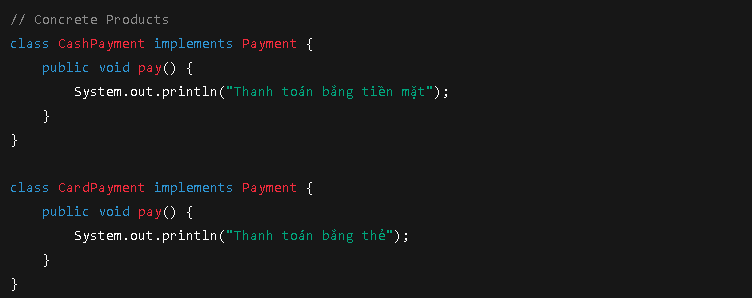 // Concrete Products
class CashPayment implements Payment {
    public void pay() {
        System.out.println("Thanh toán bằng tiền mặt");
    }
}

class CardPayment implements Payment {
    public void pay() {
        System.out.println("Thanh toán bằng thẻ");
    }
}